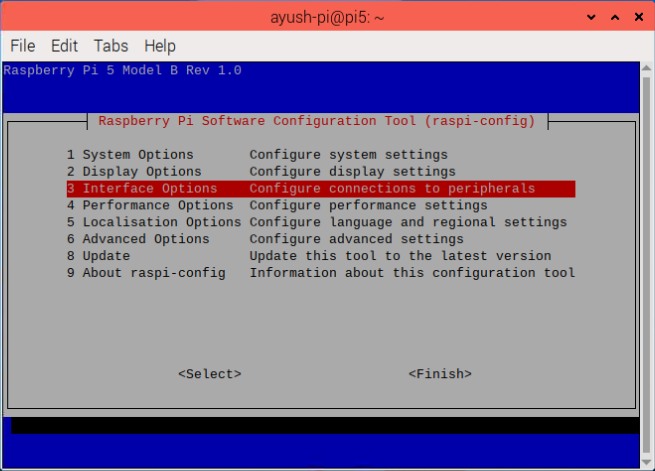 ayush-pi@pi5: ~
File Edit Tabs Help
Raspberry Pi 5 Model B Rev 1.0
Raspberry Pi Software Configuration Tool (raspi-config)
1 System Options Configure system settings
2 Display Options Configure display settings
3 Interface Options Configure connections to peripherals
4 Performance Options Configure performance settings
5 Localisation Options Configure language and regional settings
6 Advanced Options Configure advanced settings
8 Update Update this tool to the latest version
9 About raspi-config Information about this configuration tool
<Select> <Finish>